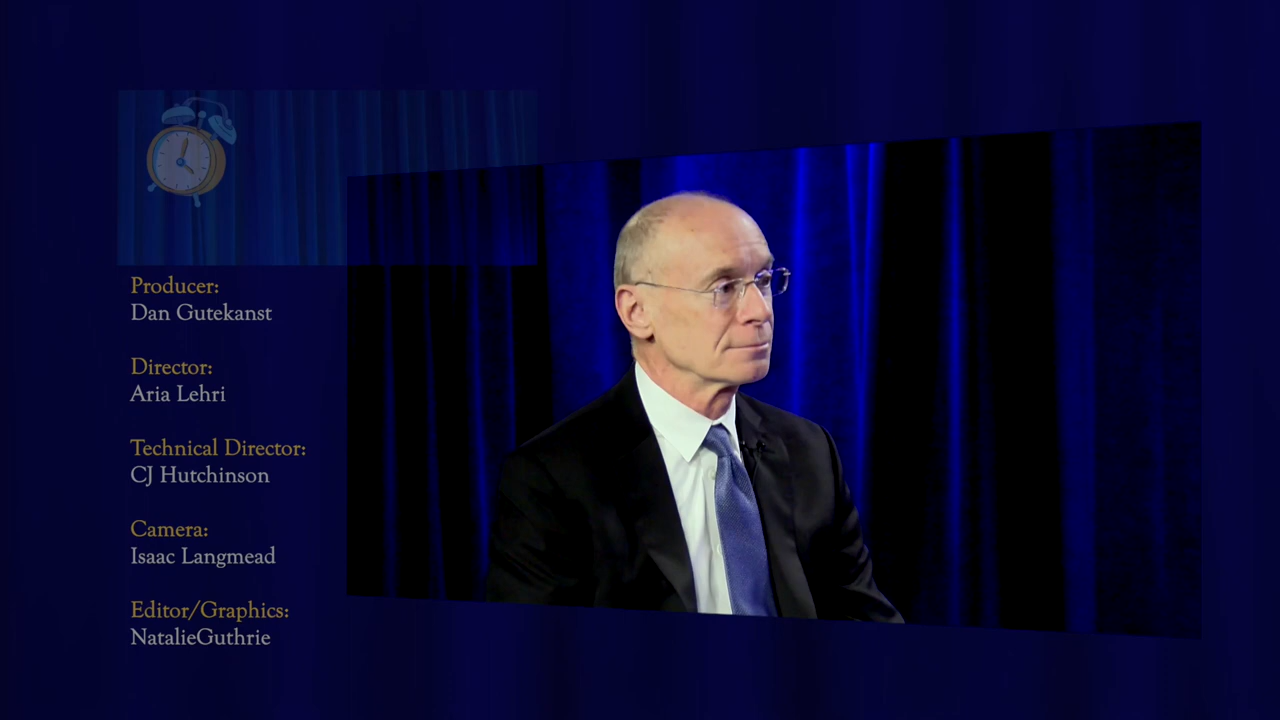 Producer:
Dan Gutekanst
Director:
Aria Lehri
Technical Director:
CJ Hutchinson
Camera:
Isaac Langmead
Editor/Graphics:
NatalieGuthrie